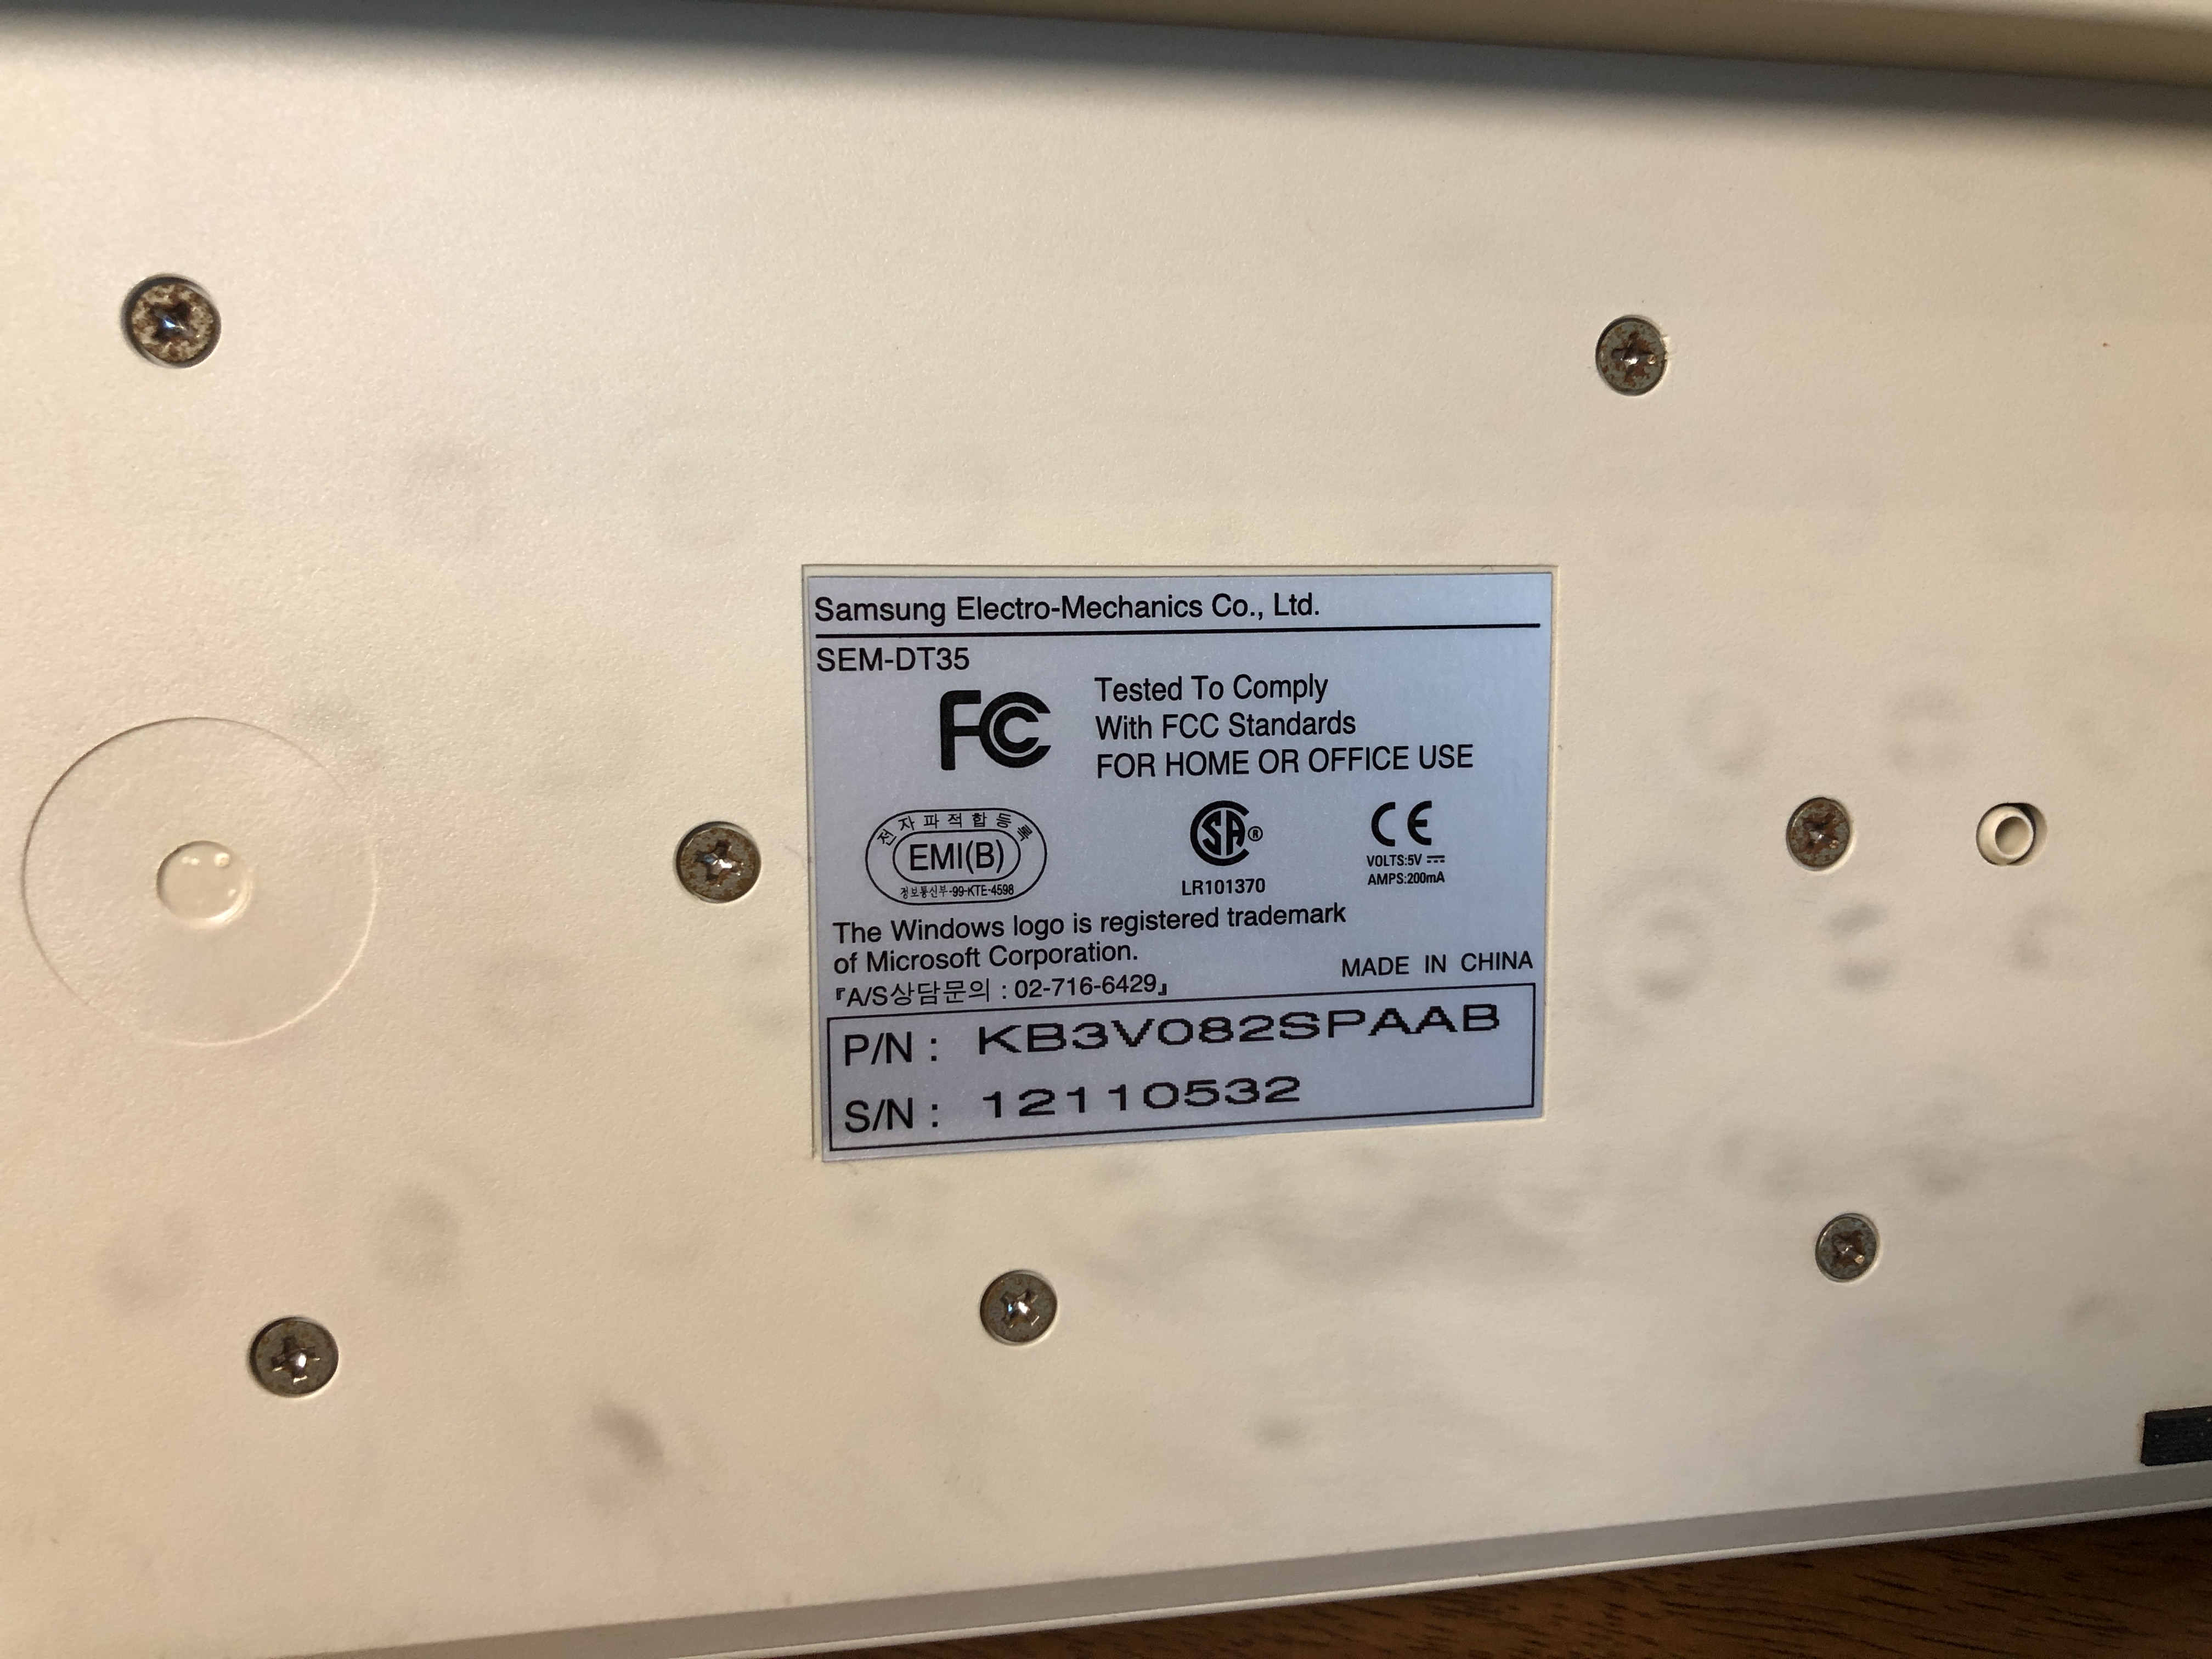 Samsung Electro-Mechanics Co., Ltd.
SEM-DT35
FC
Tested To Comply
With FCC Standards
FOR HOME OR OFFICE USE
전자파적합등록
EMI(B)
정보통신부-99-KTE-4598
SA®
LR101370
CE
VOLTS:5V
AMPS:200mA
The Windows logo is registered trademark
of Microsoft Corporation.
MADE IN CHINA
『A/S상담문의 : 02-716-6429』
P/N : KB3V082SPAAB
S/N : 12110532